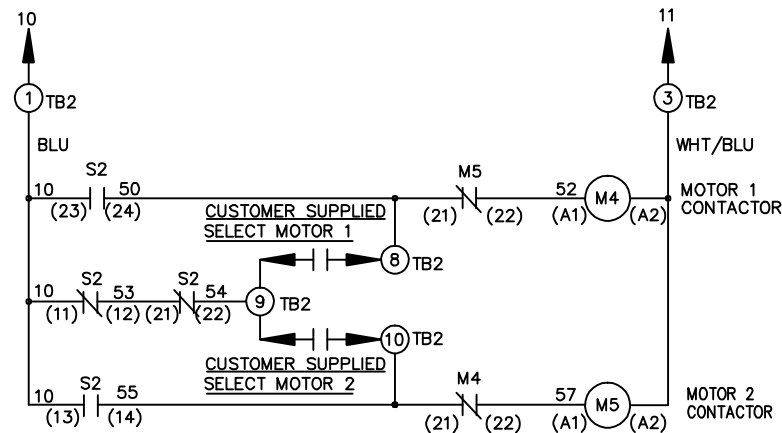 10 11
1 TB2 3 TB2
BLU WHT/BLU
S2 M5
10 50 52 M4 MOTOR 1
(23) (24) (21) (22) (A1) (A2) CONTACTOR
CUSTOMER SUPPLIED
SELECT MOTOR 1
8 TB2
S2 S2
10 53 54 9 TB2
(11) (12) (21) (22)
10 TB2
CUSTOMER SUPPLIED
SELECT MOTOR 2
S2 M4
10 55 57 M5 MOTOR 2
(13) (14) (21) (22) (A1) (A2) CONTACTOR